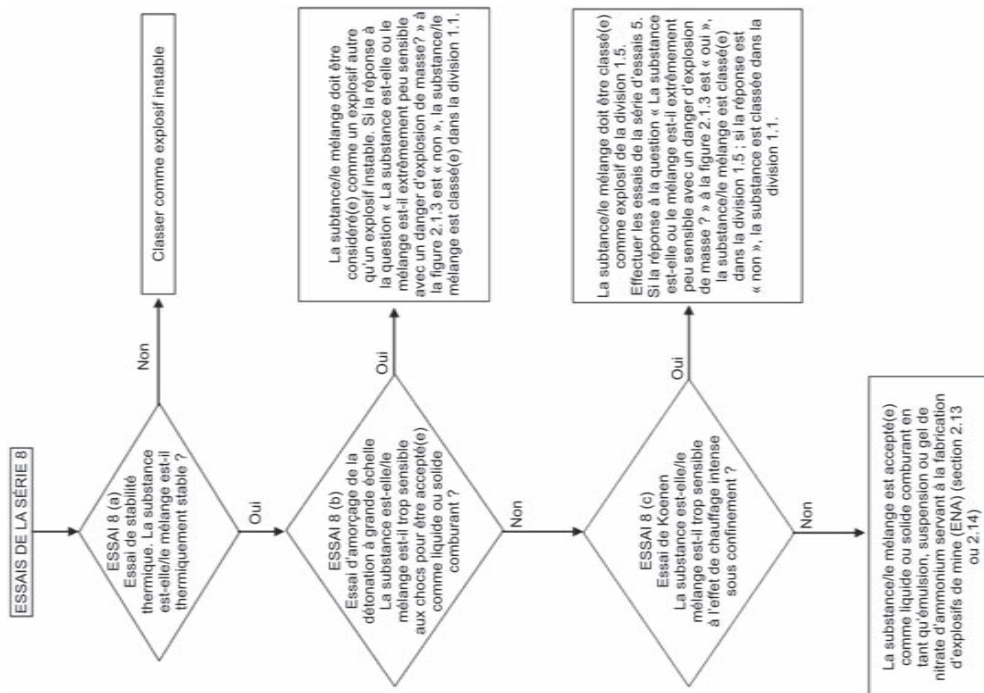 ESSAIS DE LA SÉRIE 8
ESSAI 8 (a)
Essai de stabilité
thermique. La substance
est-elle/le mélange est-il
thermiquement stable ?
Non
Classer comme explosif instable
Oui
ESSAI 8 (b)
Essai d'amorçage de la
détonation à grande échelle
La substance est-elle/le
mélange est-il trop sensible
aux chocs pour être accepté(e)
comme liquide ou solide
comburant ?
Oui
La subtance/le mélange doit être
considéré(e) comme un explosif autre
qu'un explosif instable. Si la réponse à
la question « La substance est-elle ou le
mélange est-il extrêmement peu sensible
avec un danger d'explosion de masse? » à
la figure 2.1.3 est « non », la substance/le
mélange est classé(e) dans la division 1.1.
Non
ESSAI 8 (c)
Essai de Koenen
La substance est-elle/le
mélange est-il trop sensible
à l'effet de chauffage intense
sous confinement ?
Oui
La substance/le mélange doit être classé(e)
comme explosif de la division 1.5.
Effectuer les essais de la série d'essais 5.
Si la réponse à la question « La substance
est-elle ou le mélange est-il extrêmement
peu sensible avec un danger d'explosion
de masse ? » à la figure 2.1.3 est « oui »,
la substance/le mélange est classé(e)
dans la division 1.5 ; si la réponse est
« non », la substance est classée dans la
division 1.1.
Non
La substance/le mélange est accepté(e)
comme liquide ou solide comburant en
tant qu'émulsion, suspension ou gel de
nitrate d'ammonium servant à la fabrication
d'explosifs de mine (ENA) (section 2.13
ou 2.14)